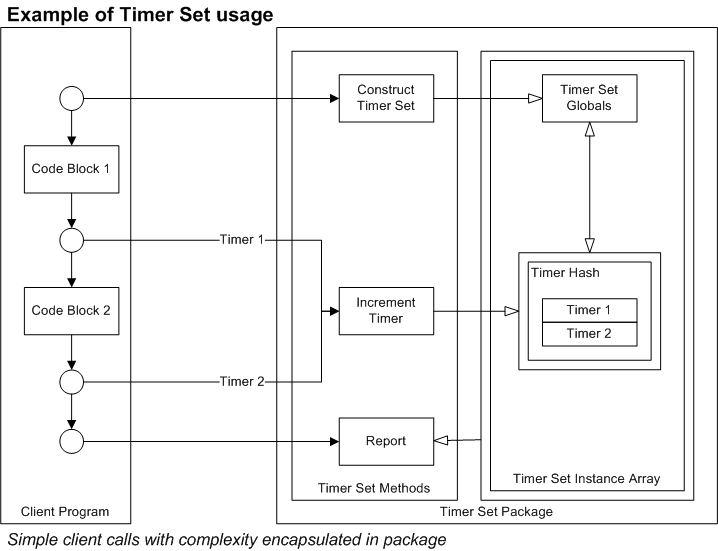 Example of Timer Set usage
Construct
Timer Set
Timer Set
Globals
Code Block 1
Timer 1
Timer Hash
Code Block 2
Increment
Timer
Timer 1
Timer 2
Timer 2
Report
Timer Set Methods
Timer Set Instance Array
Client Program
Timer Set Package
Simple client calls with complexity encapsulated in package